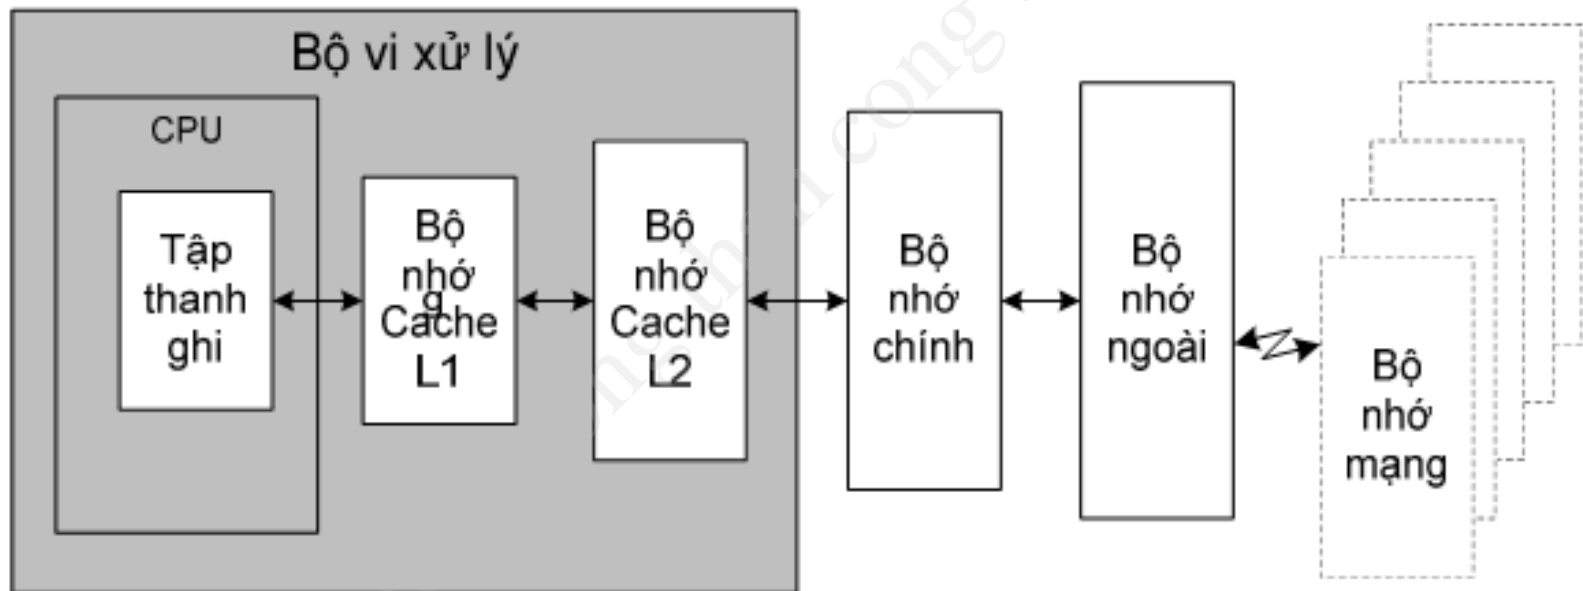 Bộ vi xử lý
CPU
Tập
thanh
ghi
Bộ
nhớ
g
Cache
L1
Bộ
nhớ
Cache
L2
Bộ
nhớ
chính
Bộ
nhớ
ngoài
Bộ
nhớ
mạng
cong